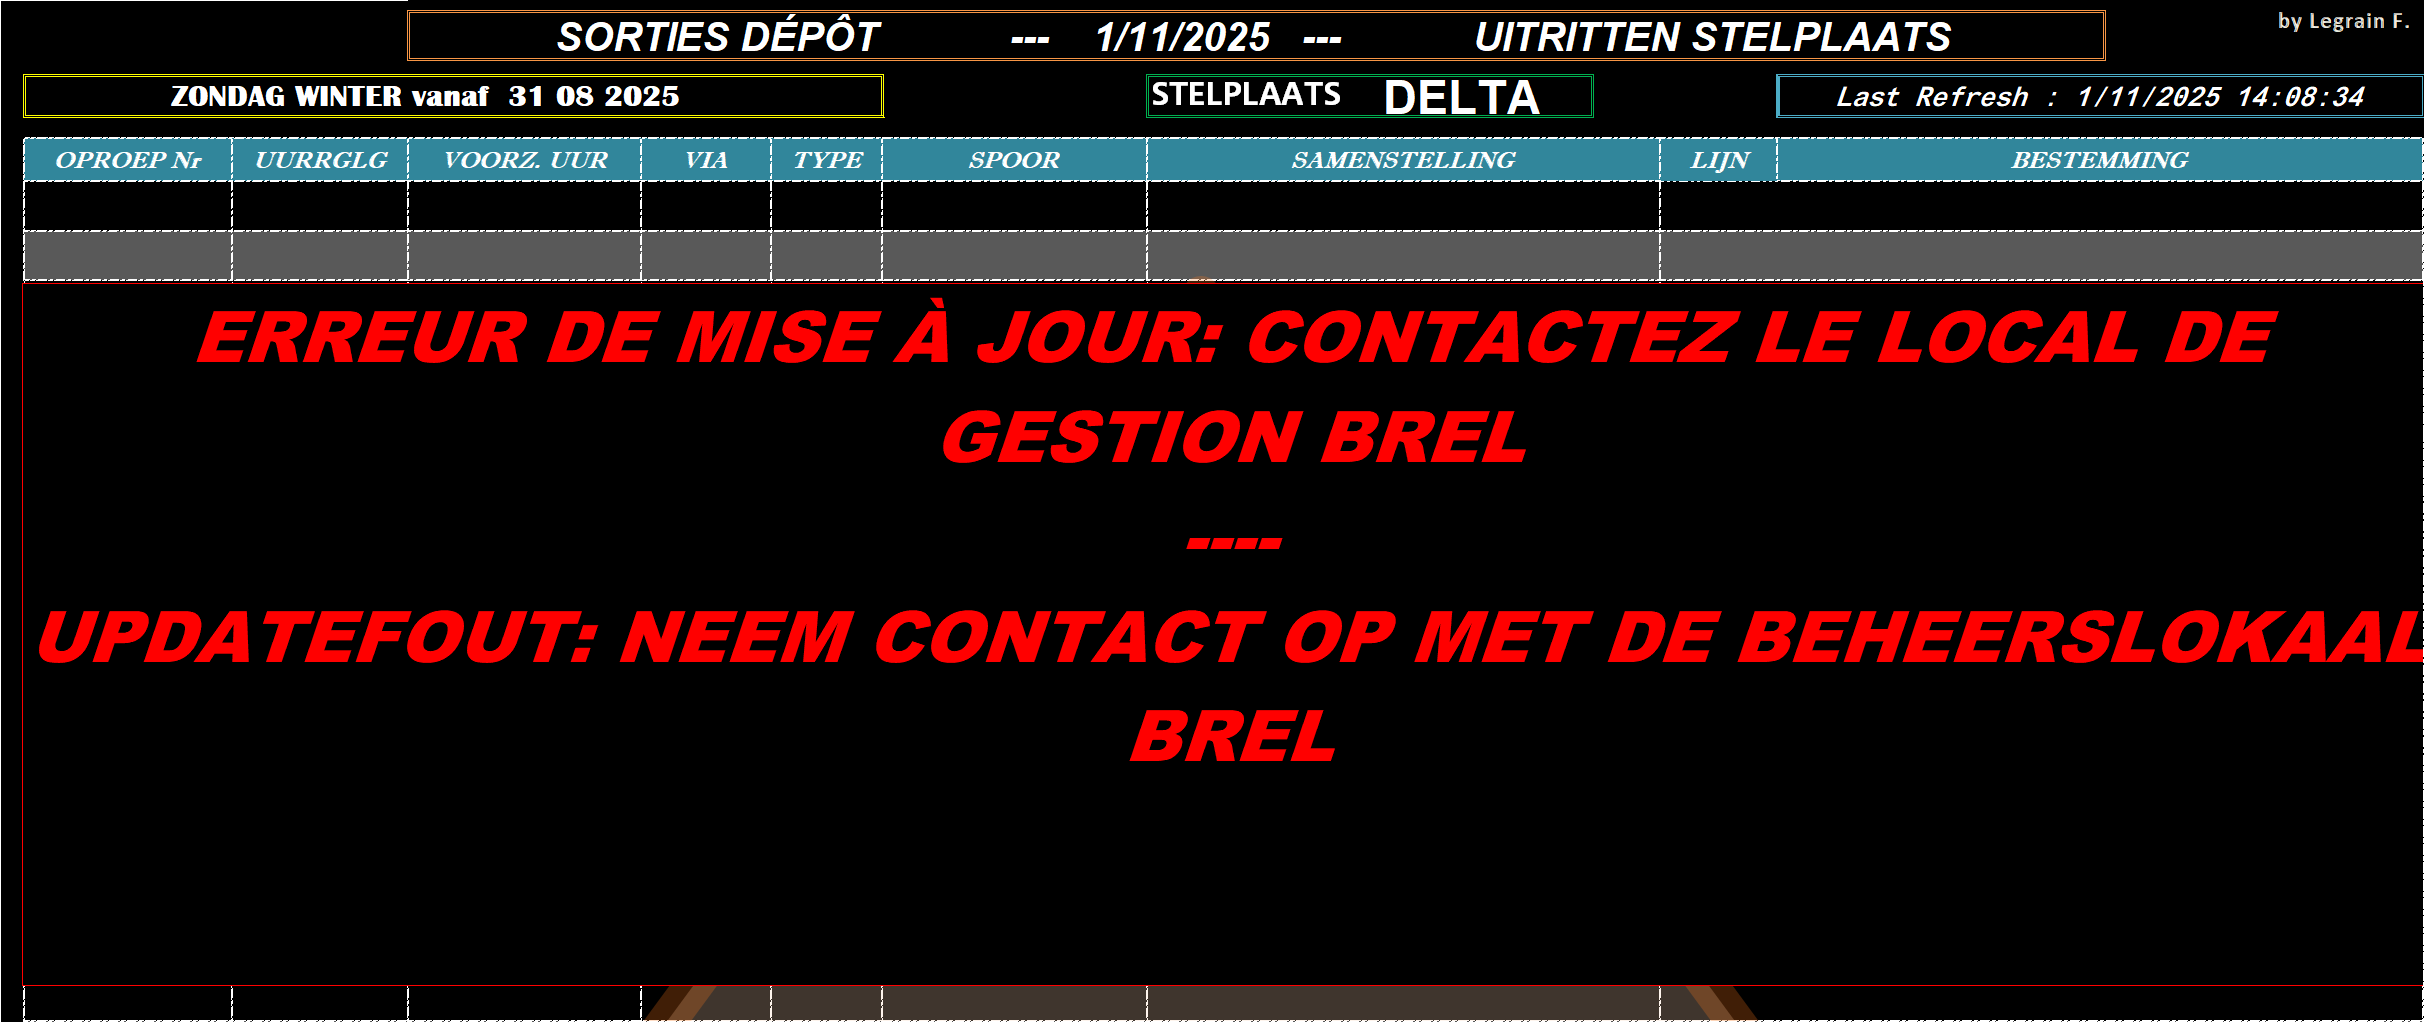 by Legrain F.
SORTIES DÉPÔT --- 1/11/2025 --- UITRITTEN STELPLAATS
ZONDAG WINTER vanaf 31 08 2025
STELPLAATS DELTA
Last Refresh : 1/11/2025 14:08:34
OPROEP Nr UURRGLG VOORZ. UUR VIA TYPE SPOOR SAMENSTELLING LIJN BESTEMMING
ERREUR DE MISE À JOUR: CONTACTEZ LE LOCAL DE
GESTION BREL
----
UPDATEFOUT: NEEM CONTACT OP MET DE BEHEERSLOKAAL
BREL